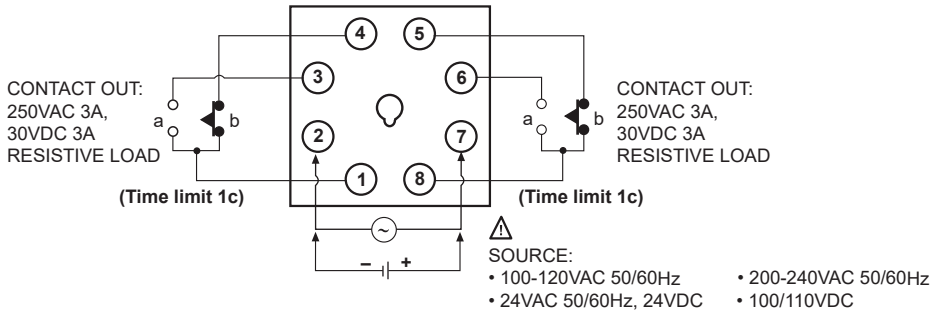 4 5
3 6
CONTACT OUT:
250VAC 3A,
30VDC 3A
RESISTIVE LOAD
a b
2 7
1 8
(Time limit 1c)
CONTACT OUT:
250VAC 3A,
30VDC 3A
RESISTIVE LOAD
a b
(Time limit 1c)
~
− +
!
SOURCE:
• 100-120VAC 50/60Hz • 200-240VAC 50/60Hz
• 24VAC 50/60Hz, 24VDC • 100/110VDC